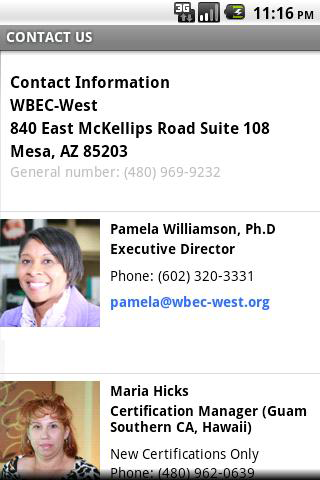 3G 11:16 PM
CONTACT US
Contact Information
WBEC-West
840 East McKellips Road Suite 108
Mesa, AZ 85203
General number: (480) 969-9232
Pamela Williamson, Ph.D
Executive Director
Phone: (602) 320-3331
pamela@wbec-west.org
Maria Hicks
Certification Manager (Guam
Southern CA, Hawaii)
New Certifications Only
Phone: (480) 962-0639